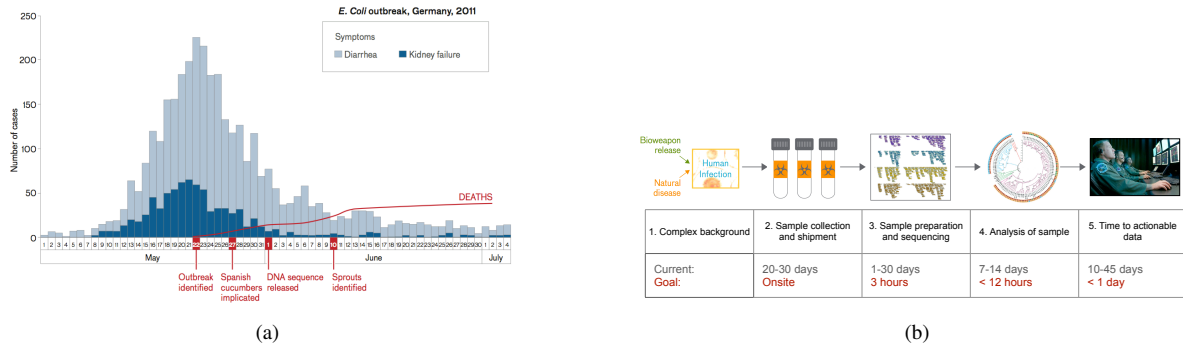 E. Coli outbreak, Germany, 2011
Symptoms
Diarrhea
Kidney failure
Number of cases
250
200
150
100
50
0
DEATHS
1 2 3 4 5 6 7 8 9 10 11 12 13 14 15 16 17 18 19 20 21 22 23 24 25 26 27 28 29 30 31 1 2 3 4 5 6 7 8 9 10 11 12 13 14 15 16 17 18 19 20 21 22 23 24 25 26 27 28 29 30 1 2 3 4
May
June
July
Outbreak
identified
Spanish
cucumbers
implicated
DNA sequence
released
Sprouts
identified
(a)
Bioweapon
release
Natural
disease
Human
Infection
1. Complex background
2. Sample collection
and shipment
3. Sample preparation
and sequencing
4. Analysis of sample
5. Time to actionable
data
Current:
Goal:
20-30 days
Onsite
1-30 days
3 hours
7-14 days
< 12 hours
10-45 days
< 1 day
(b)